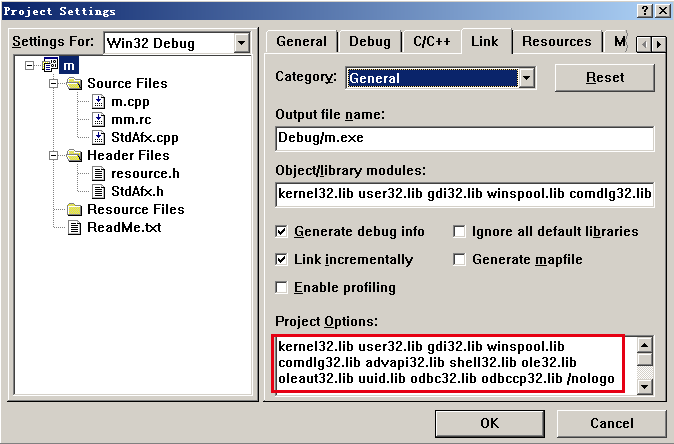 Project Settings
Settings For:
Win32 Debug
m
Source Files
m.cpp
mm.rc
StdAfx.cpp
Header Files
resource.h
StdAfx.h
Resource Files
ReadMe.txt
General Debug C/C++ Link Resources M
Category:
General
Reset
Output file name:
Debug/m.exe
Object/library modules:
kernel32.lib user32.lib gdi32.lib winspool.lib comdlg32.lib
Generate debug info
Ignore all default libraries
Link incrementally
Generate mapfile
Enable profiling
Project Options:
kernel32.lib user32.lib gdi32.lib winspool.lib
comdlg32.lib advapi32.lib shell32.lib ole32.lib
oleaut32.lib uuid.lib odbc32.lib odbccp32.lib /nologo
OK
Cancel